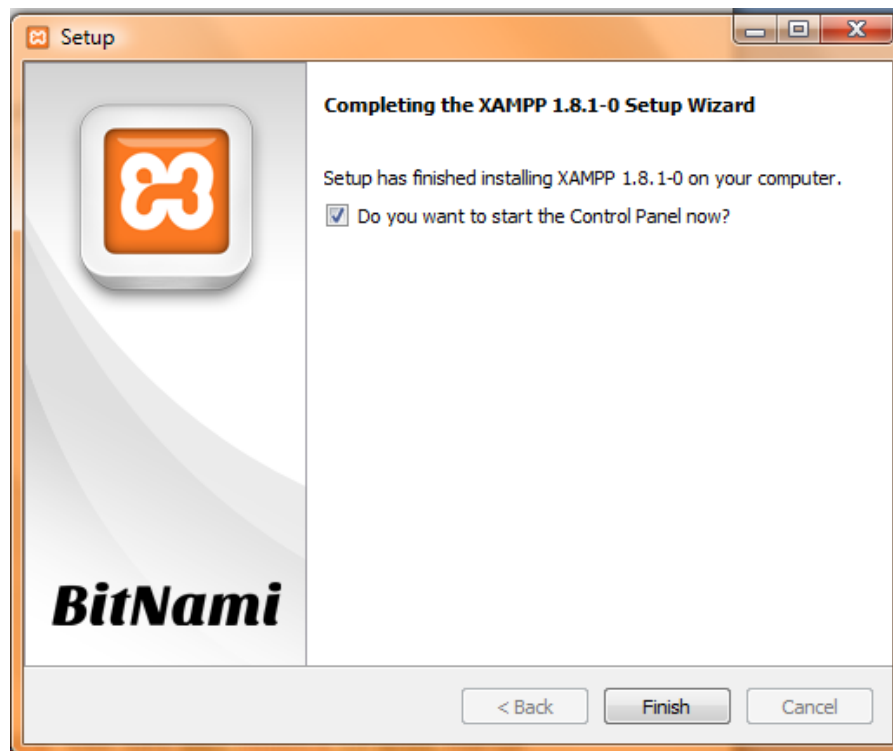 Setup
Completing the XAMPP 1.8.1-0 Setup Wizard
Setup has finished installing XAMPP 1.8.1-0 on your computer.
Do you want to start the Control Panel now?
BitNami
< Back
Finish
Cancel